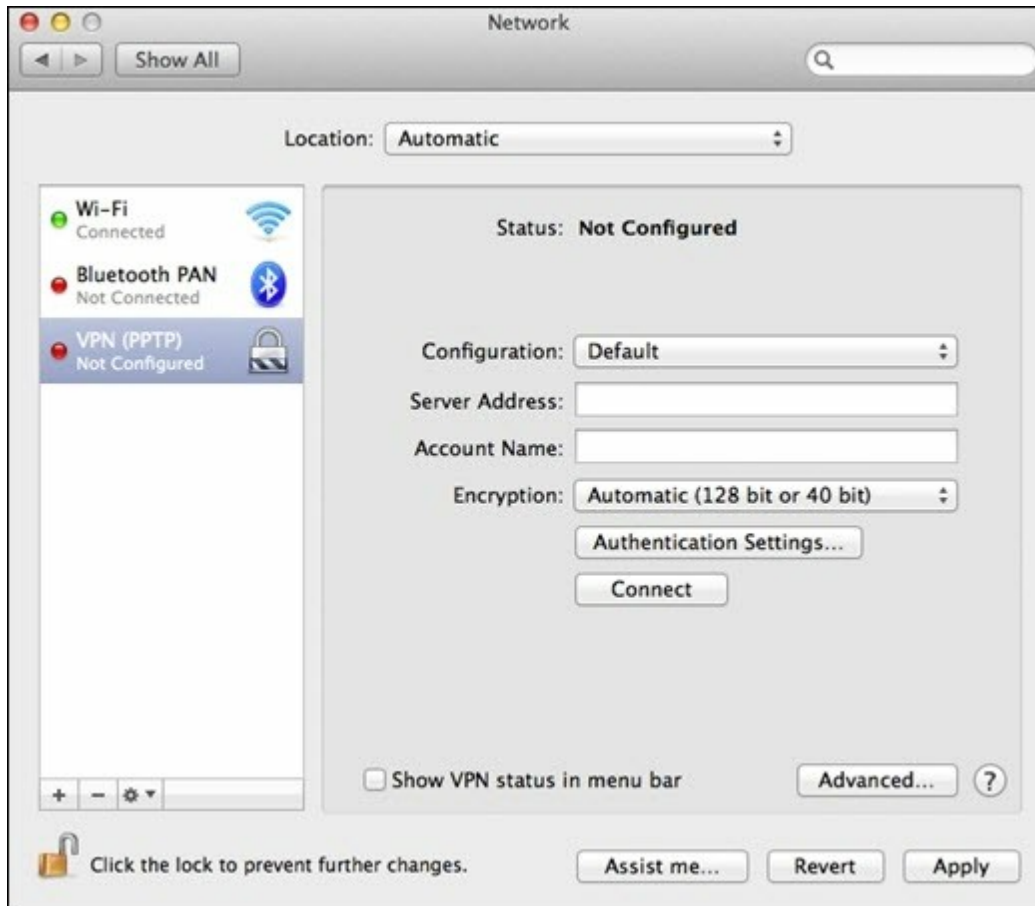 Network
Show All
Location: Automatic
Wi-Fi
Connected
Bluetooth PAN
Not Connected
VPN (PPTP)
Not Configured
Status: Not Configured
Configuration: Default
Server Address:
Account Name:
Encryption: Automatic (128 bit or 40 bit)
Authentication Settings...
Connect
Show VPN status in menu bar
Advanced...
?
+ −
Click the lock to prevent further changes.
Assist me...
Revert
Apply